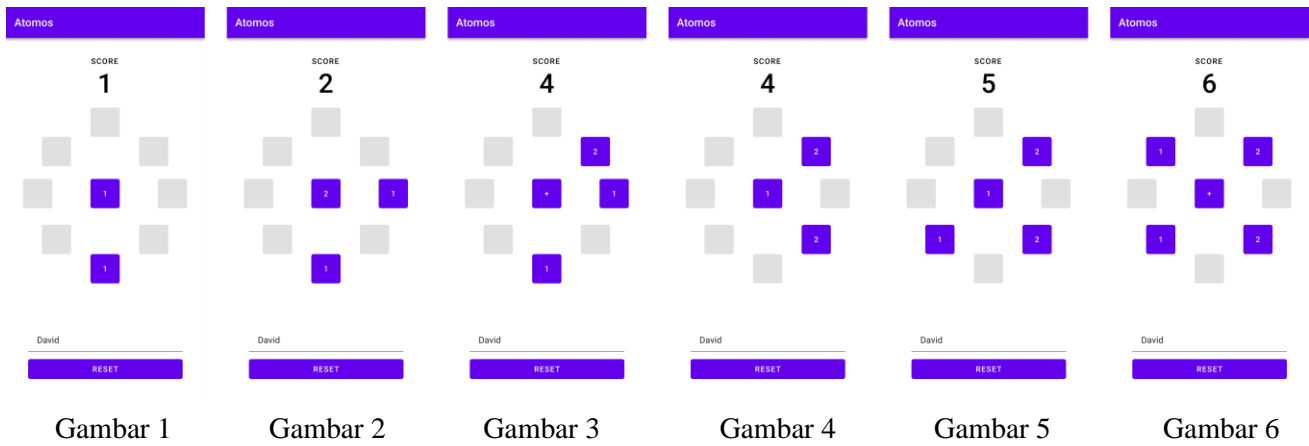 Atomos
SCORE
1
1
1
David
RESET
Gambar 1
Atomos
SCORE
2
2
1
1
David
RESET
Gambar 2
Atomos
SCORE
4
2
+
1
1
David
RESET
Gambar 3
Atomos
SCORE
4
2
1
2
David
RESET
Gambar 4
Atomos
SCORE
5
2
1
1
2
David
RESET
Gambar 5
Atomos
SCORE
6
1
2
+
1
2
David
RESET
Gambar 6